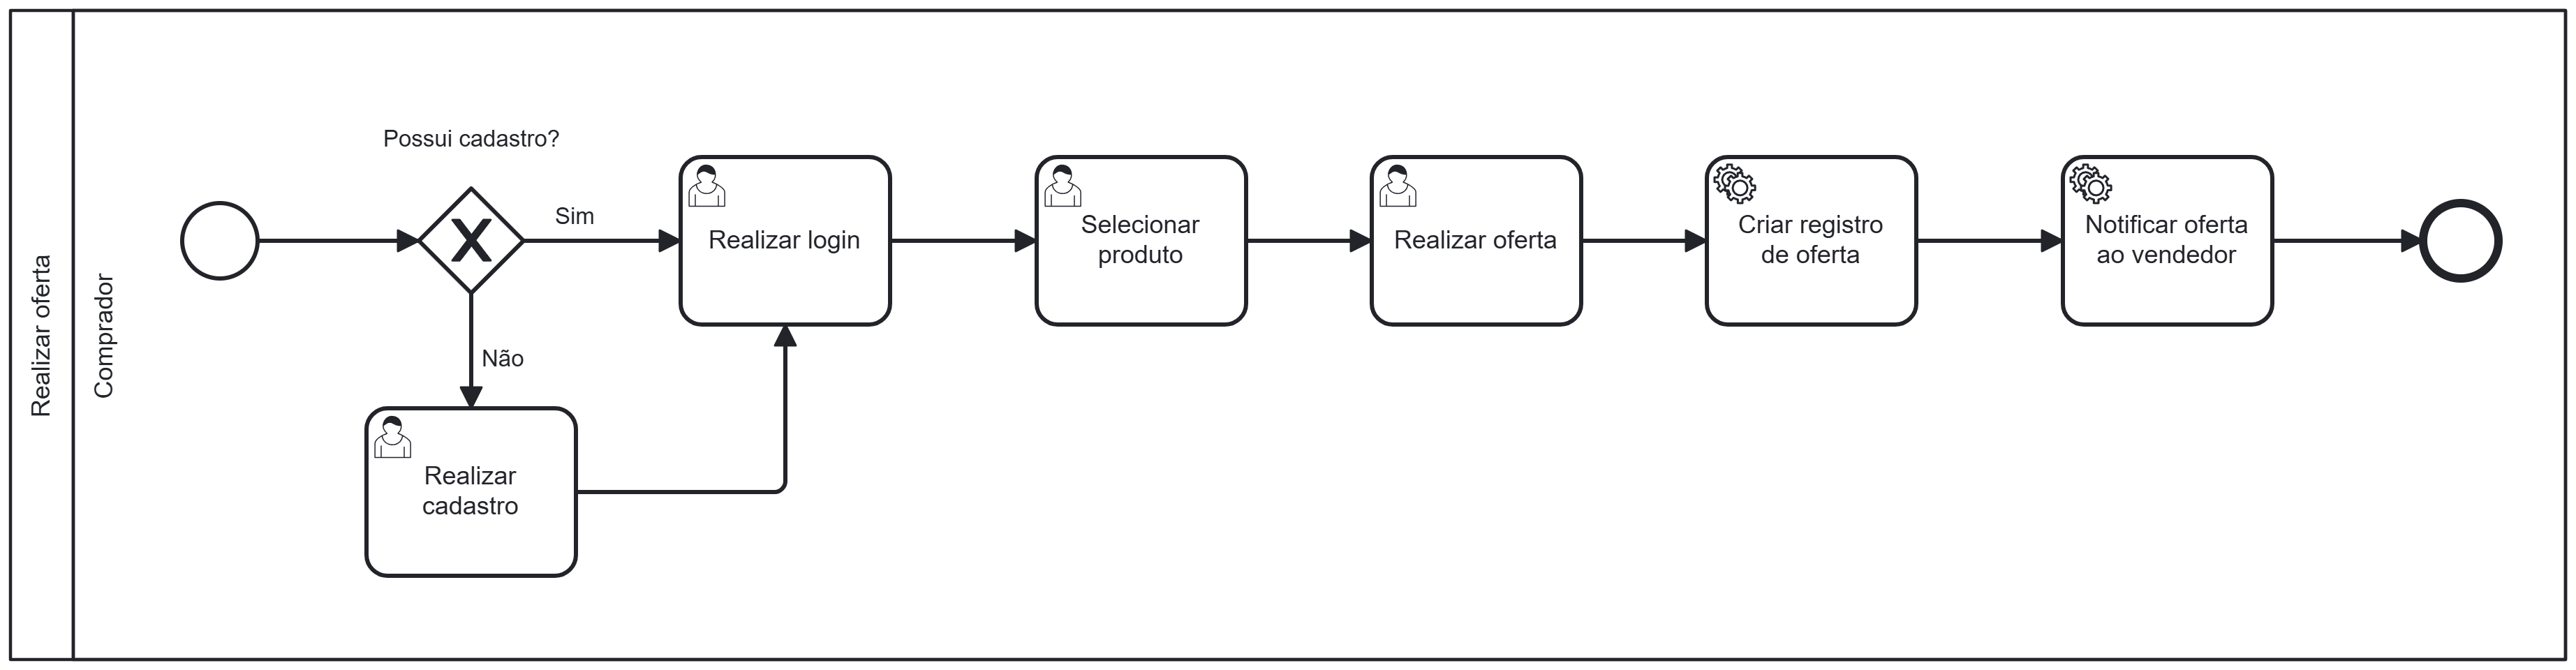 Realizar oferta
Comprador
Possui cadastro?
Sim
Não
Realizar
cadastro
Realizar login
Selecionar
produto
Realizar oferta
Criar registro
de oferta
Notificar oferta
ao vendedor